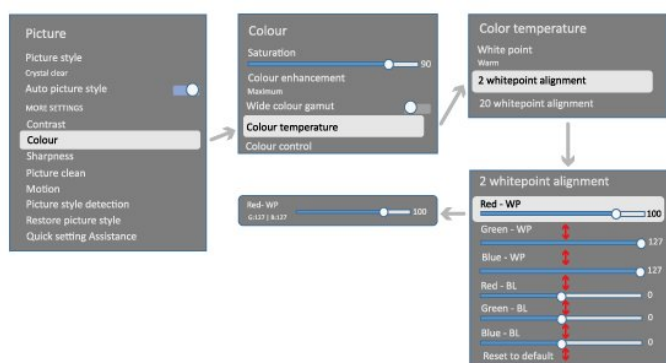 Picture
Picture style
Crystal clear
Auto picture style
MORE SETTINGS
Contrast
Colour
Sharpness
Picture clean
Motion
Picture style detection
Restore picture style
Quick setting Assistance
Colour
Saturation
90
Colour enhancement
Maximum
Wide colour gamut
Colour temperature
Colour control
Color temperature
White point
Warm
2 whitepoint alignment
20 whitepoint alignment
2 whitepoint alignment
Red - WP
100
Green - WP
127
Blue - WP
127
Red - BL
0
Green - BL
0
Blue - BL
0
Reset to default
Red- WP
G:127 | B:127
100